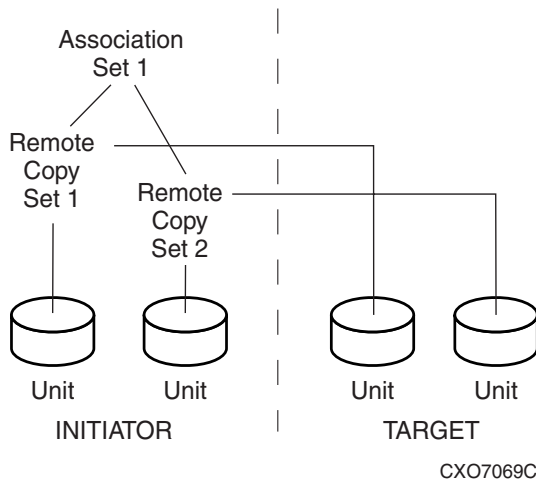 Association
Set 1
Remote
Copy
Set 1
Remote
Copy
Set 2
Unit
Unit
Unit
Unit
INITIATOR
TARGET
CXO7069C